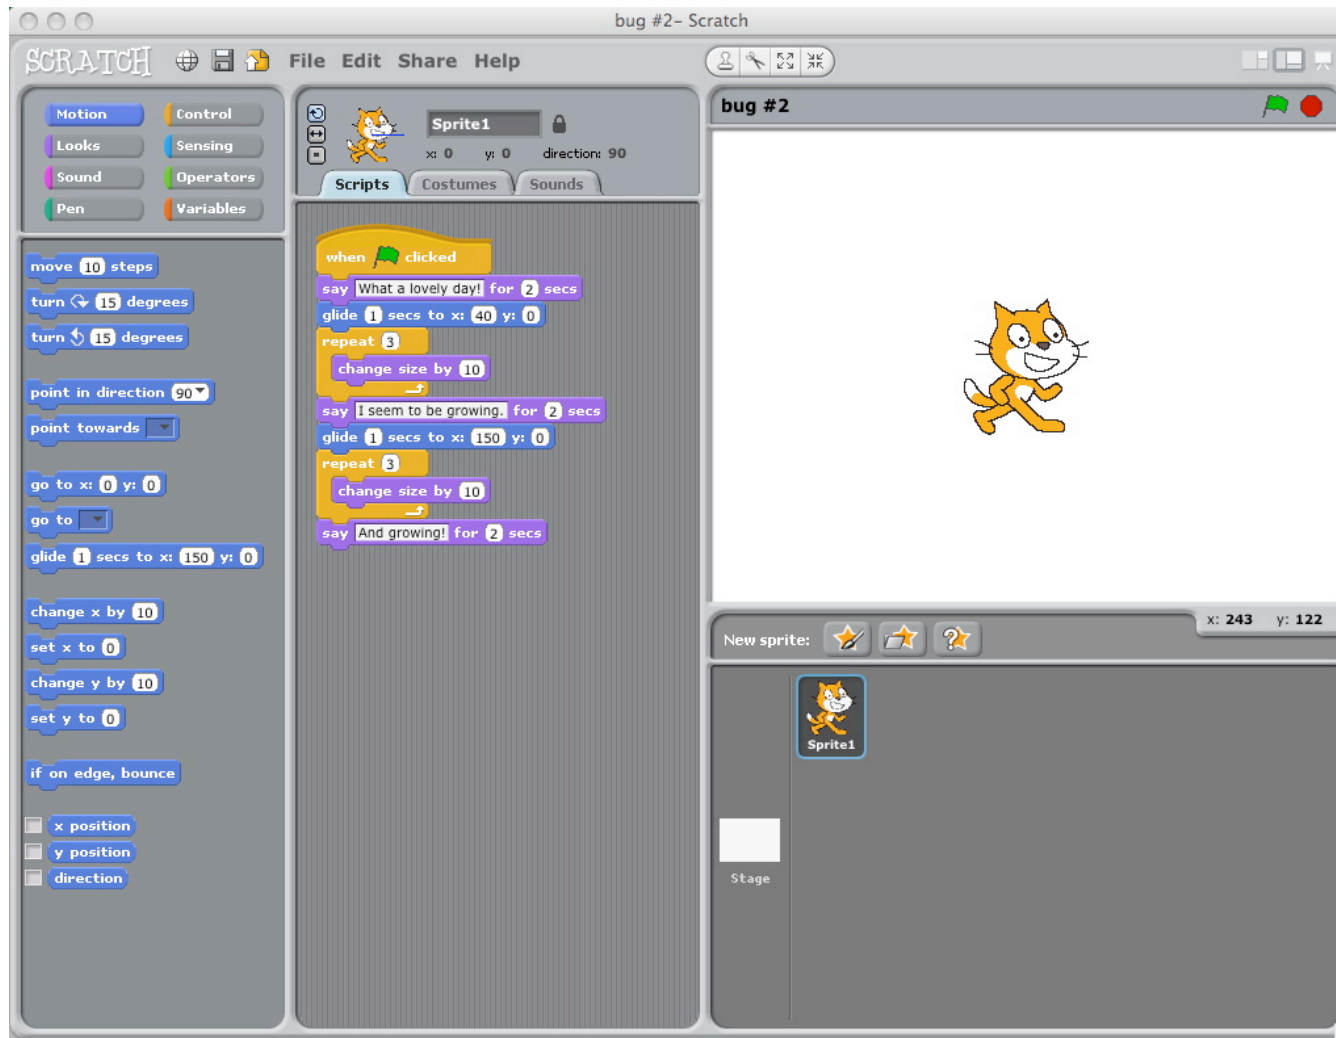 bug #2– Scratch
SCRATCH File Edit Share Help
Motion Control
Looks Sensing
Sound Operators
Pen Variables
move 10 steps
turn 15 degrees
turn 15 degrees
point in direction 90
point towards
go to x: 0 y: 0
go to
glide 1 secs to x: 150 y: 0
change x by 10
set x to 0
change y by 10
set y to 0
if on edge, bounce
x position
y position
direction
Sprite1
x: 0 y: 0 direction: 90
Scripts Costumes Sounds
when clicked
say What a lovely day! for 2 secs
glide 1 secs to x: 40 y: 0
repeat 3
change size by 10
say I seem to be growing. for 2 secs
glide 1 secs to x: 150 y: 0
repeat 3
change size by 10
say And growing! for 2 secs
bug #2
x: 243 y: 122
New sprite:
Sprite1
Stage